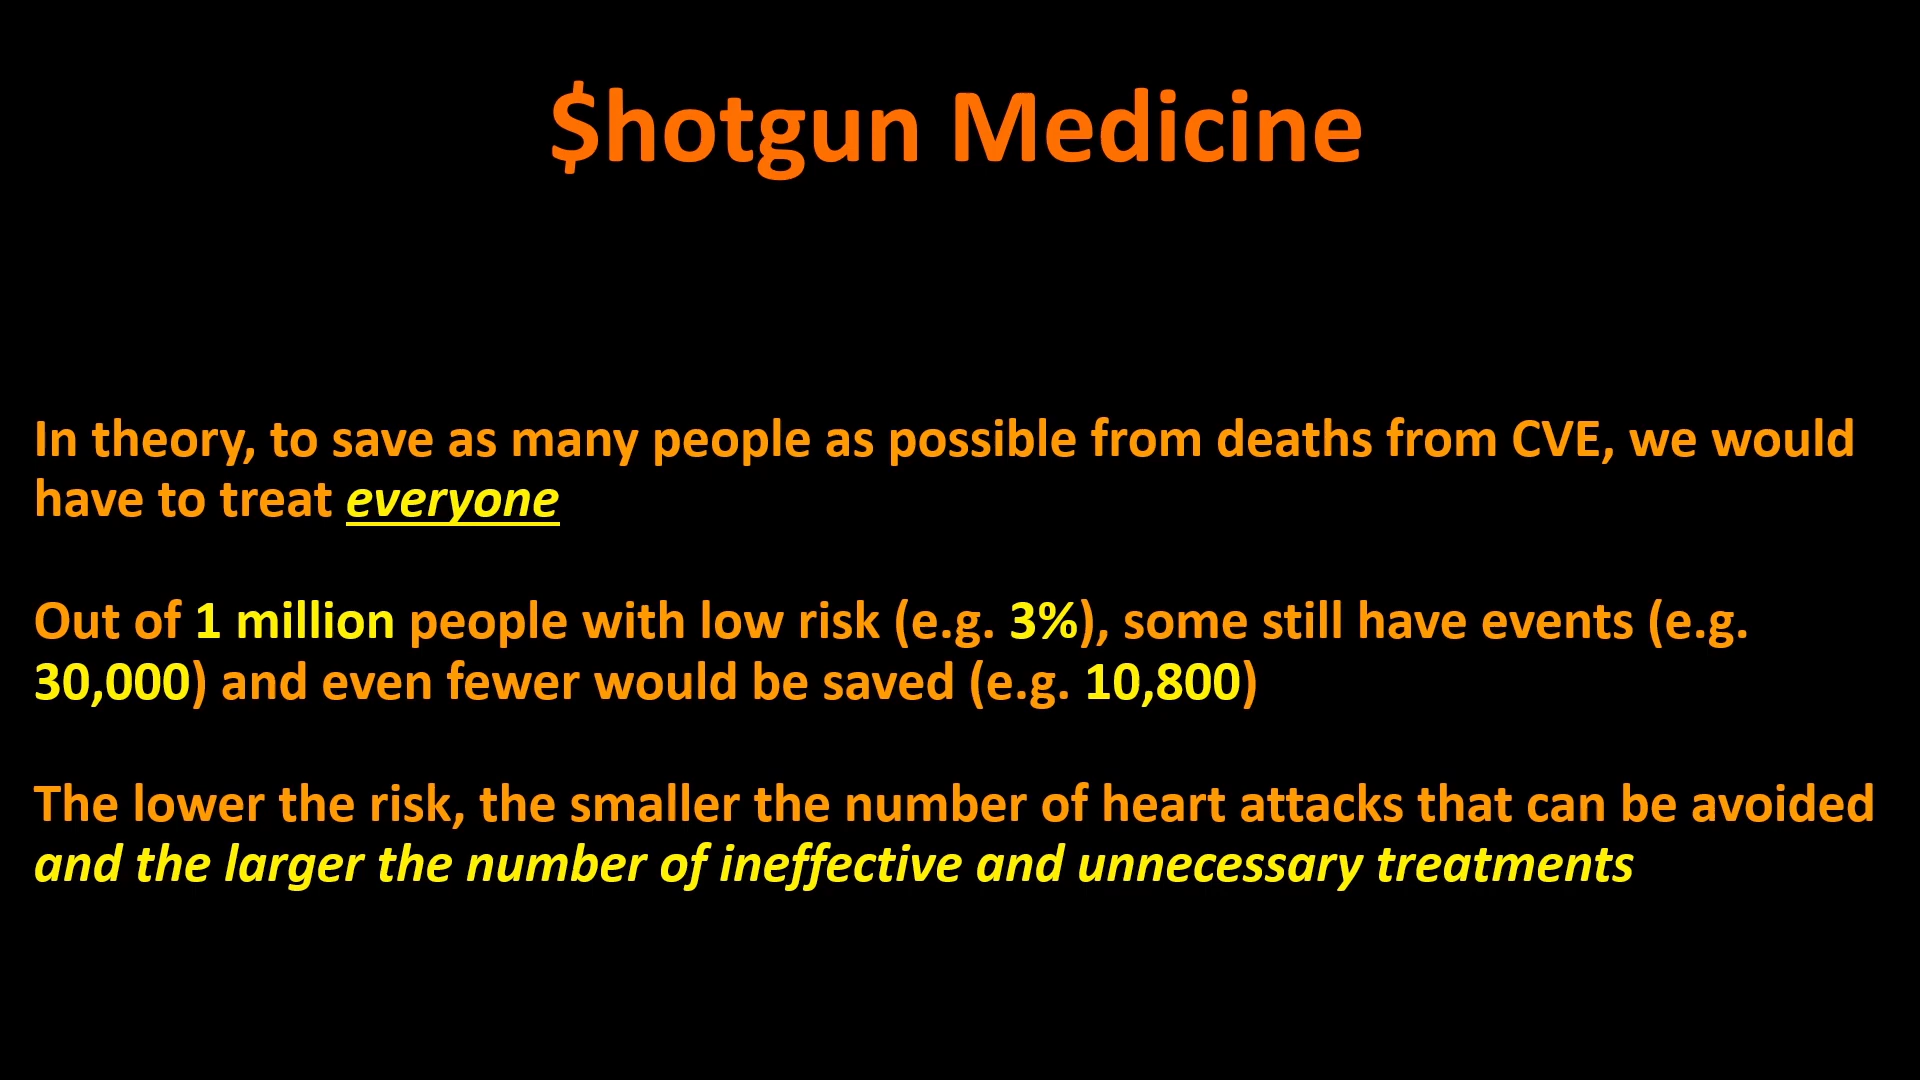 $hotgun Medicine
In theory, to save as many people as possible from deaths from CVE, we would
have to treat everyone
Out of 1 million people with low risk (e.g. 3%), some still have events (e.g.
30,000) and even fewer would be saved (e.g. 10,800)
The lower the risk, the smaller the number of heart attacks that can be avoided
and the larger the number of ineffective and unnecessary treatments